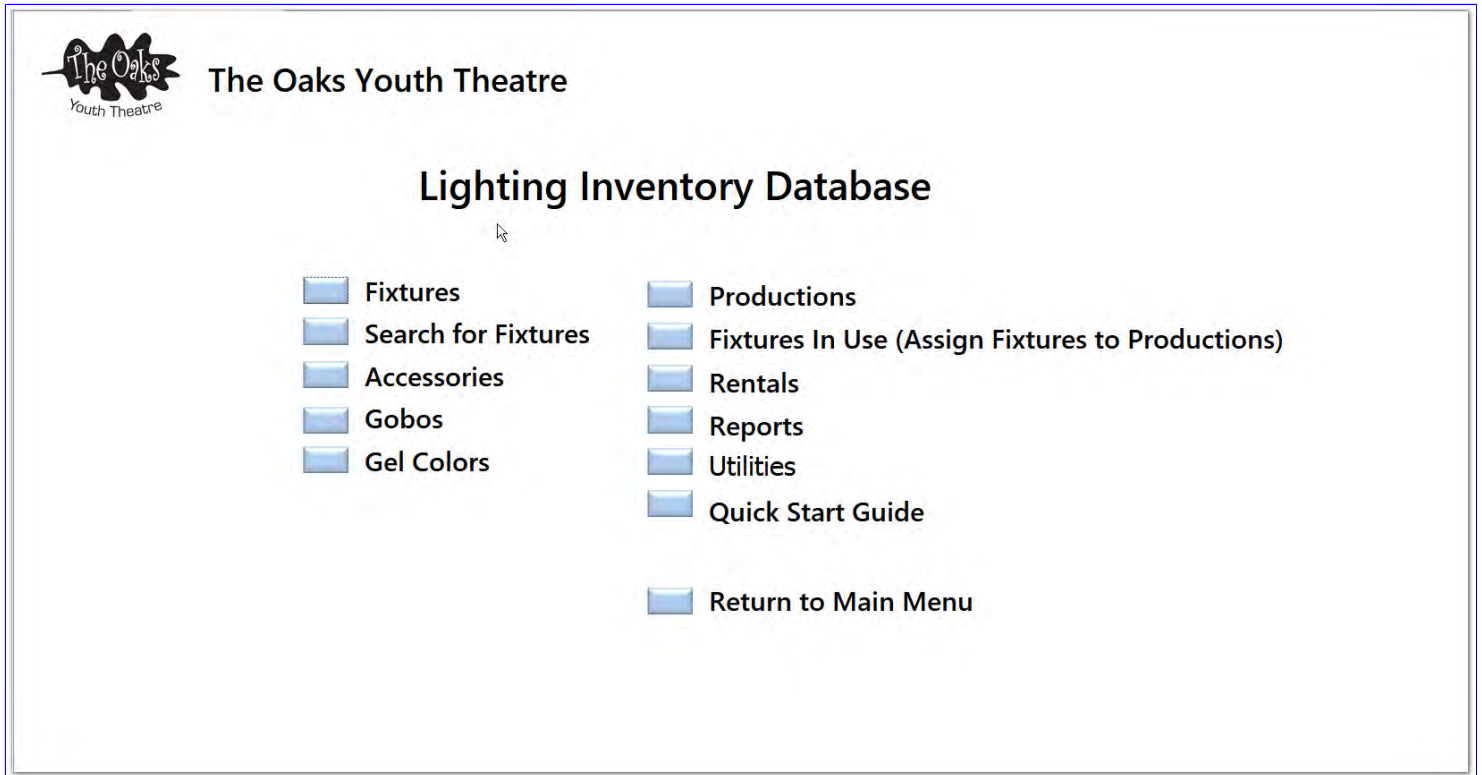 The Oaks
Youth Theatre
The Oaks Youth Theatre
Lighting Inventory Database
Fixtures
Search for Fixtures
Accessories
Gobos
Gel Colors
Productions
Fixtures In Use (Assign Fixtures to Productions)
Rentals
Reports
Utilities
Quick Start Guide
Return to Main Menu